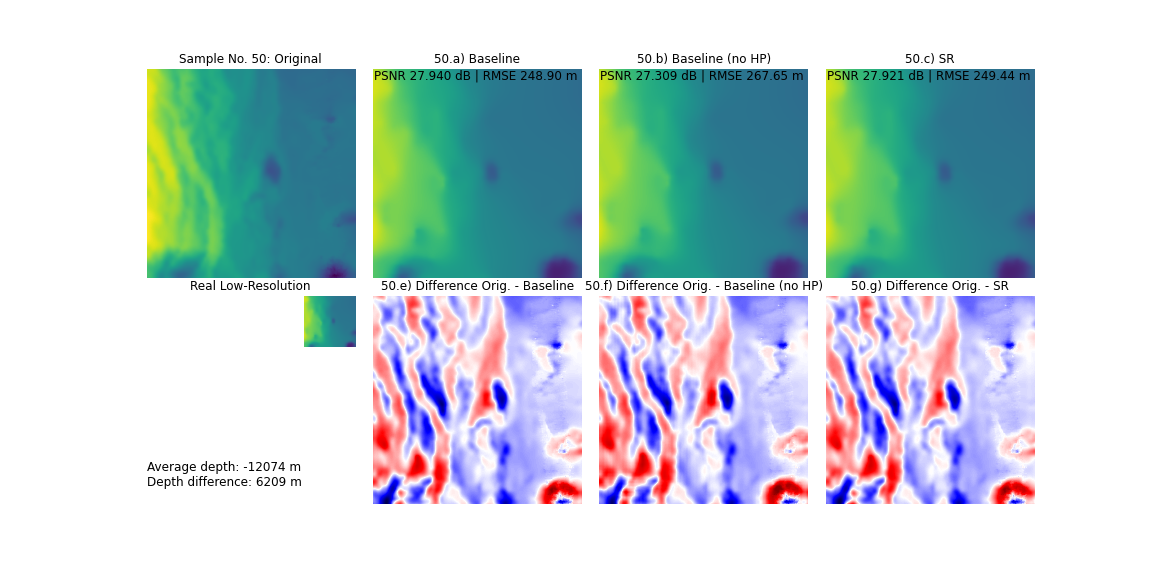 Sample No. 50: Original
50.a) Baseline
50.b) Baseline (no HP)
50.c) SR
PSNR 27.940 dB | RMSE 248.90 m
PSNR 27.309 dB | RMSE 267.65 m
PSNR 27.921 dB | RMSE 249.44 m
Real Low-Resolution
50.e) Difference Orig. - Baseline
50.f) Difference Orig. - Baseline (no HP)
50.g) Difference Orig. - SR
Average depth: -12074 m
Depth difference: 6209 m